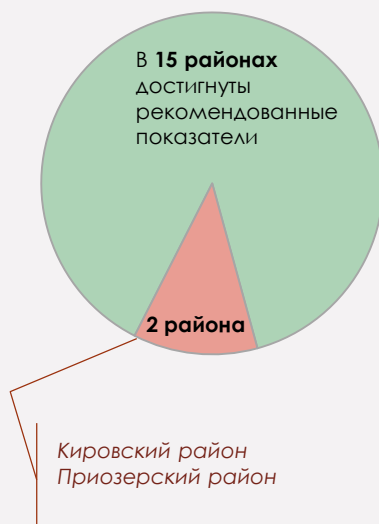 В 15 районах
достигнуты
рекомендованные
показатели
2 района
Кировский район
Приозерский район